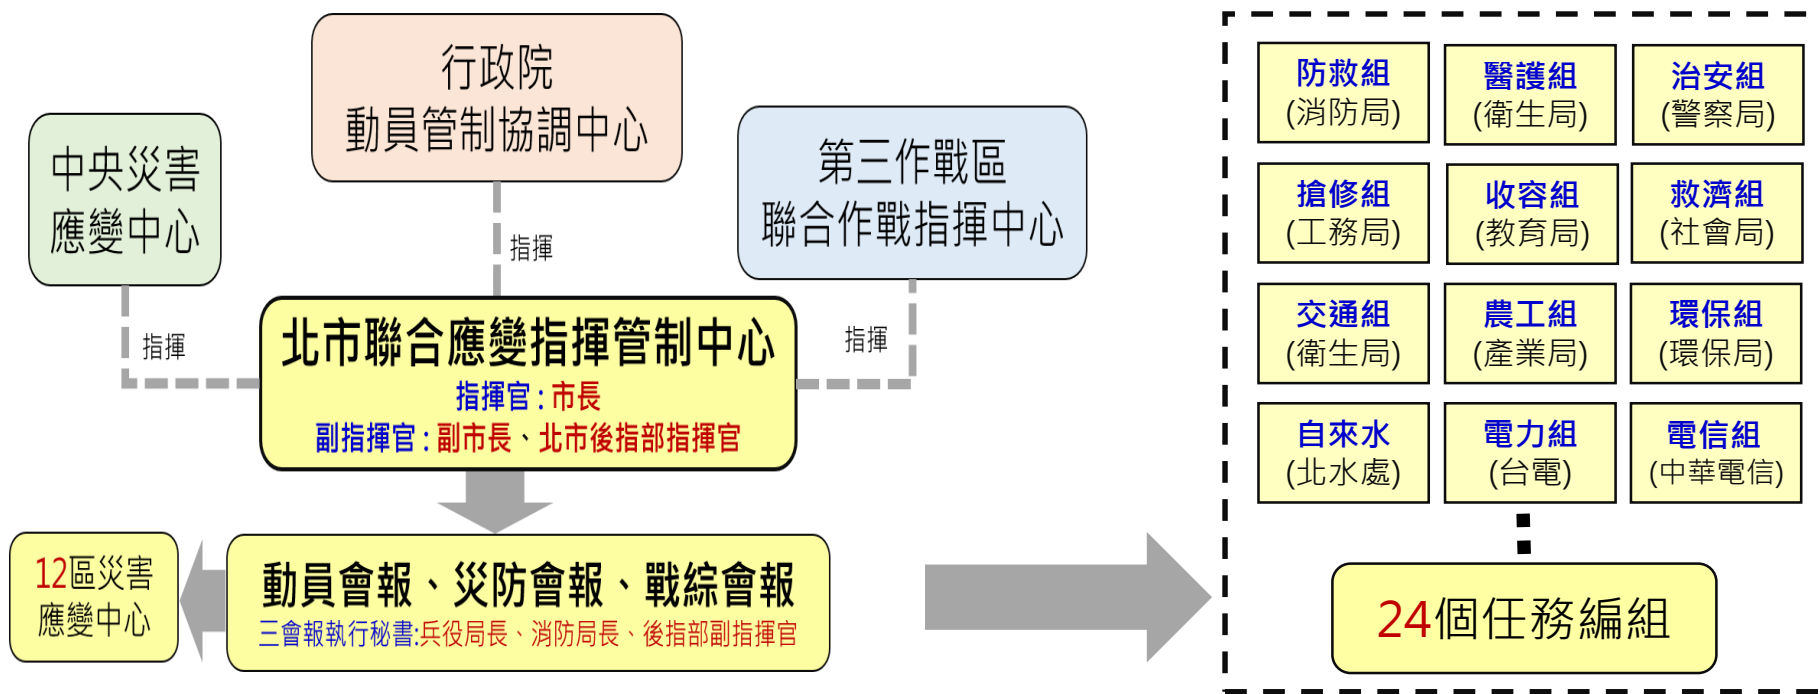 行政院
動員管制協調中心
中央災害
應變中心
第三作戰區
聯合作戰指揮中心
指揮
指揮
指揮
北市聯合應變指揮管制中心
指揮官：市長
副指揮官：副市長、北市後指部指揮官
12區災害
應變中心
動員會報、災防會報、戰綜會報
三會報執行秘書:兵役局長、消防局長、後指部副指揮官
防救組
(消防局)
醫護組
(衛生局)
治安組
(警察局)
搶修組
(工務局)
收容組
(教育局)
救濟組
(社會局)
交通組
(衛生局)
農工組
(產業局)
環保組
(環保局)
自來水
(北水處)
電力組
(台電)
電信組
(中華電信)
24個任務編組